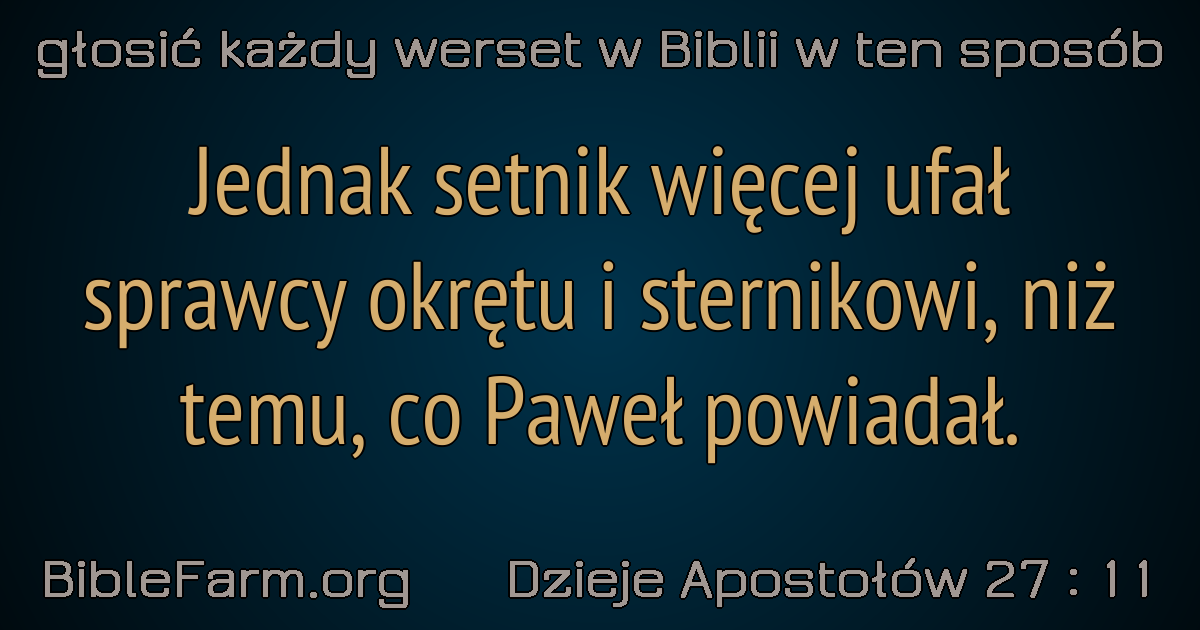 głosić każdy werset w Biblii w ten sposób
Jednak setnik więcej ufał
sprawcy okrętu i sternikowi, niż
temu, co Paweł powiadał.
BibleFarm.org
Dzieje Apostołów 27 : 11